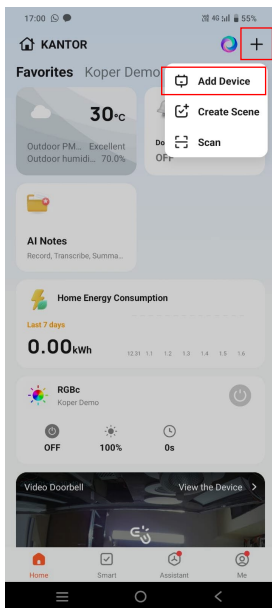 17:00
4G
55%
KANTOR
Favorites Koper Demo
Add Device
Create Scene
Scan
30°C
Outdoor PM... Excellent
Outdoor humidi... 70.0%
Do
OFF
AI Notes
Record, Transcribe, Summa...
Home Energy Consumption
Last 7 days
0.00kWh
12.31 1.1 1.2 1.3 1.4 1.5 1.6
RGBc
Koper Demo
OFF 100% 0s
Video Doorbell
View the Device >
Home Smart Assistant Me